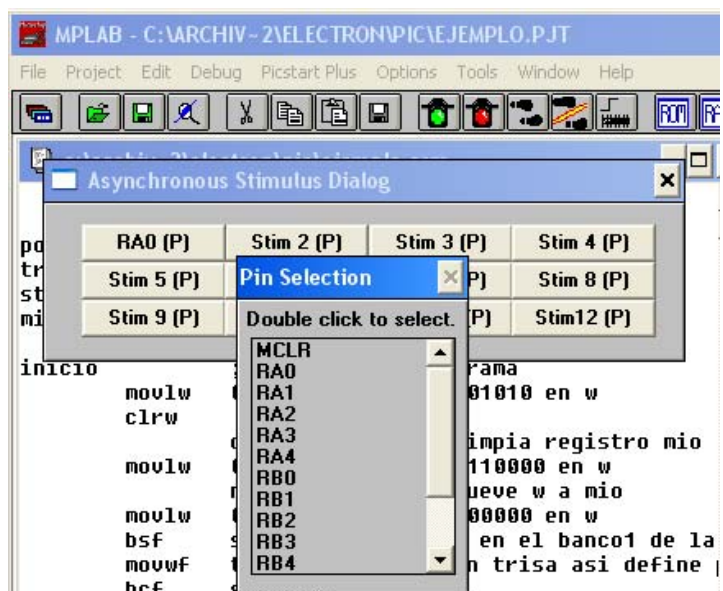 MPLAB - C:\ARCHIV~2\ELECTRON\PIC\EJEMPLO.PJT
File Project Edit Debug Picstart Plus Options Tools Window Help
ROM
Asynchronous Stimulus Dialog
RA0 (P) Stim 2 (P) Stim 3 (P) Stim 4 (P)
Stim 5 (P) P) Stim 8 (P)
Stim 9 (P) (P) Stim12 (P)
Pin Selection
Double click to select.
MCLR
RA0
RA1
RA2
RA3
RA4
RB0
RB1
RB2
RB3
RB4
po
tr
st
mi
inicio ; rama
movlw 01010 en w
clrw
impia registro mio
movlw 110000 en w
ueve w a mio
movlw 00000 en w
bsf s en el banco1 de la
movwf t n trisa asi define
bcf s